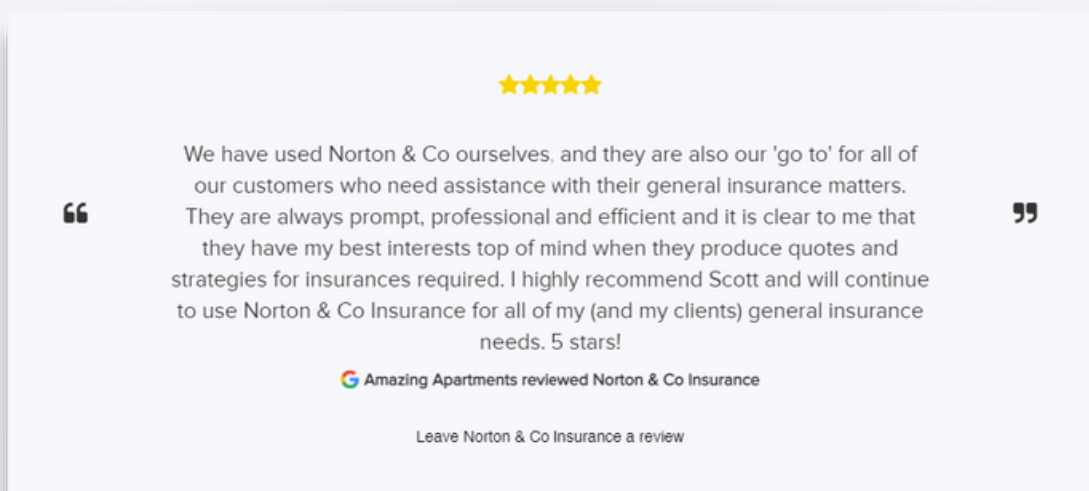 We have used Norton & Co ourselves, and they are also our 'go to' for all of
our customers who need assistance with their general insurance matters.
They are always prompt, professional and efficient and it is clear to me that
they have my best interests top of mind when they produce quotes and
strategies for insurances required. I highly recommend Scott and will continue
to use Norton & Co Insurance for all of my (and my clients) general insurance
needs. 5 stars!
Amazing Apartments reviewed Norton & Co Insurance
Leave Norton & Co Insurance a review